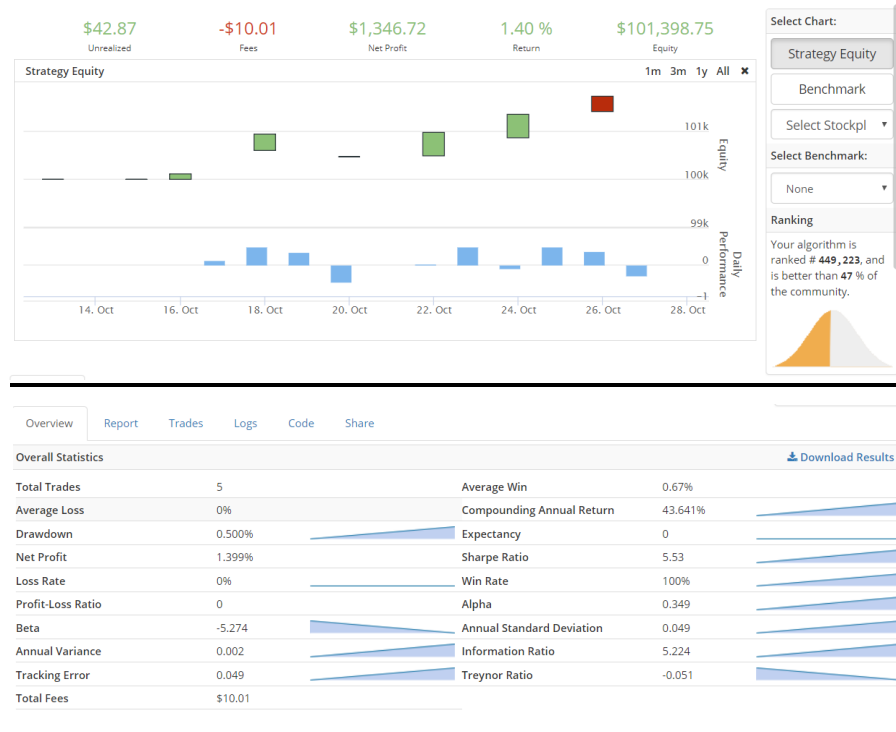 $42.87 -$10.01 $1,346.72 1.40 % $101,398.75
Unrealized Fees Net Profit Return Equity
Strategy Equity 1m 3m 1y All ✖
101k
100k
99k
Equity
0
-1
Daily
Performance
14. Oct 16. Oct 18. Oct 20. Oct 22. Oct 24. Oct 26. Oct 28. Oct
Select Chart:
Strategy Equity
Benchmark
Select Stockpl
Select Benchmark:
None
Ranking
Your algorithm is
ranked # 449,223, and
is better than 47 % of
the community.
Overview Report Trades Logs Code Share
Overall Statistics Download Results
Total Trades 5 Average Win 0.67%
Average Loss 0% Compounding Annual Return 43.641%
Drawdown 0.500% Expectancy 0
Net Profit 1.399% Sharpe Ratio 5.53
Loss Rate 0% Win Rate 100%
Profit-Loss Ratio 0 Alpha 0.349
Beta -5.274 Annual Standard Deviation 0.049
Annual Variance 0.002 Information Ratio 5.224
Tracking Error 0.049 Treynor Ratio -0.051
Total Fees $10.01